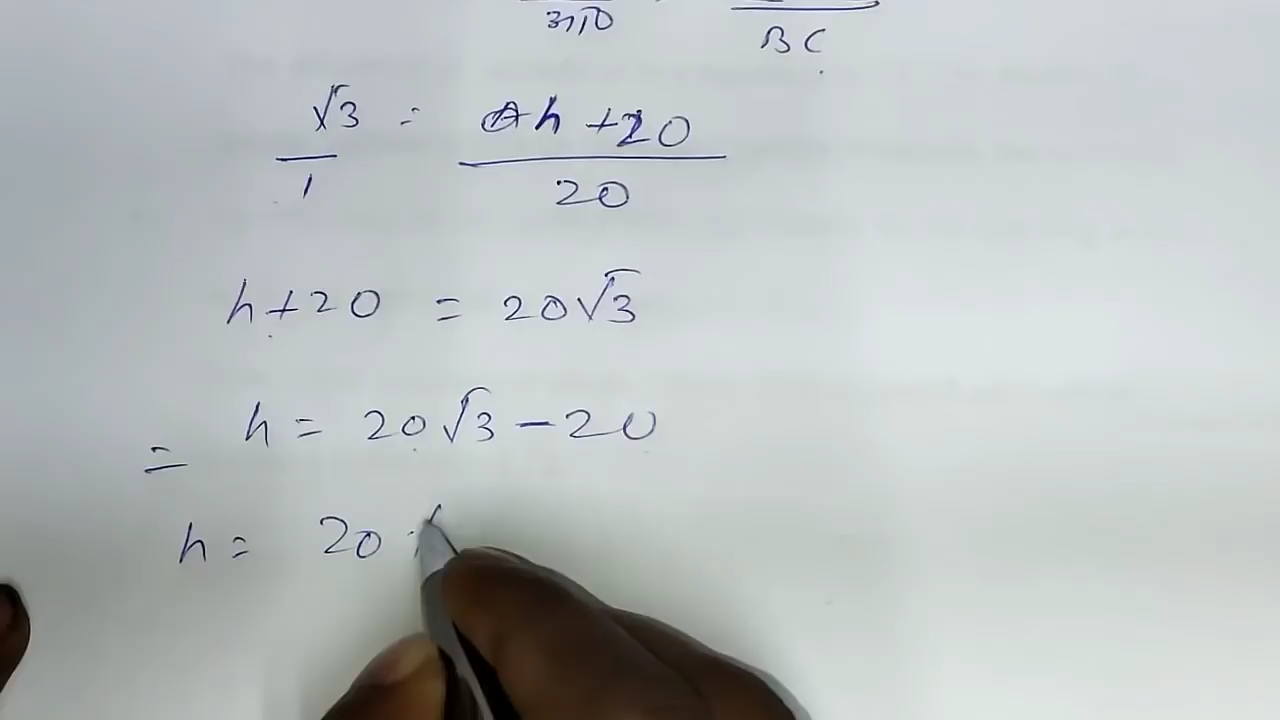 BC
√3/1 = h+20/20
h+20 = 20√3
= h = 20√3 - 20
h = 20